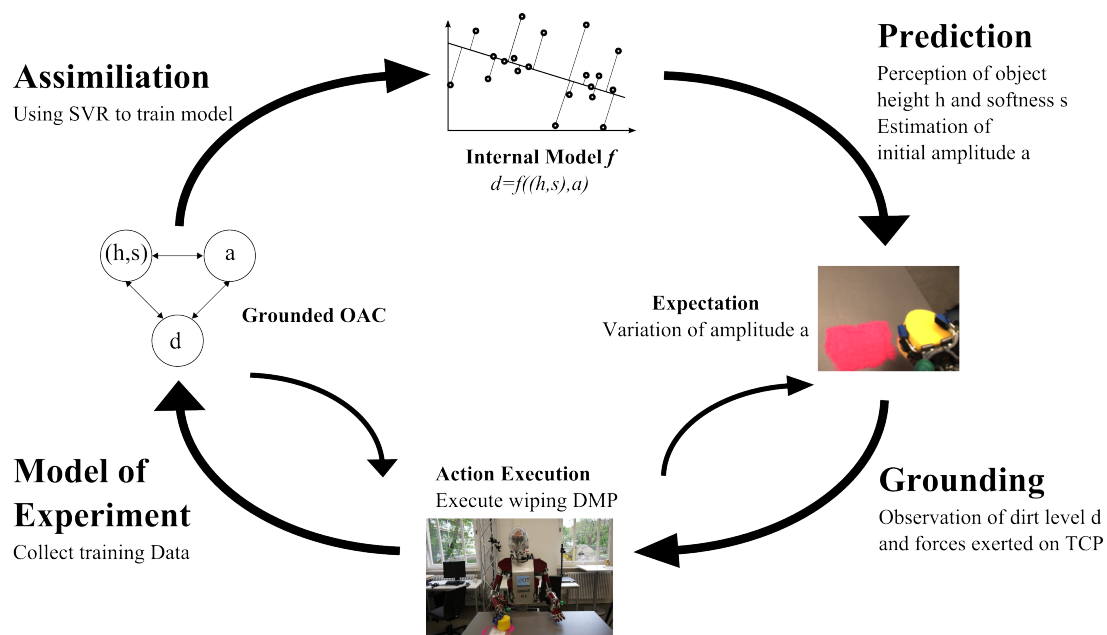 Assimiliation
Using SVR to train model
Internal Model f
d=f((h,s),a)
Prediction
Perception of object
height h and softness s
Estimation of
initial amplitude a
(h,s)
a
d
Grounded OAC
Expectation
Variation of amplitude a
Model of
Experiment
Collect training Data
Action Execution
Execute wiping DMP
Grounding
Observation of dirt level d
and forces exerted on TCP